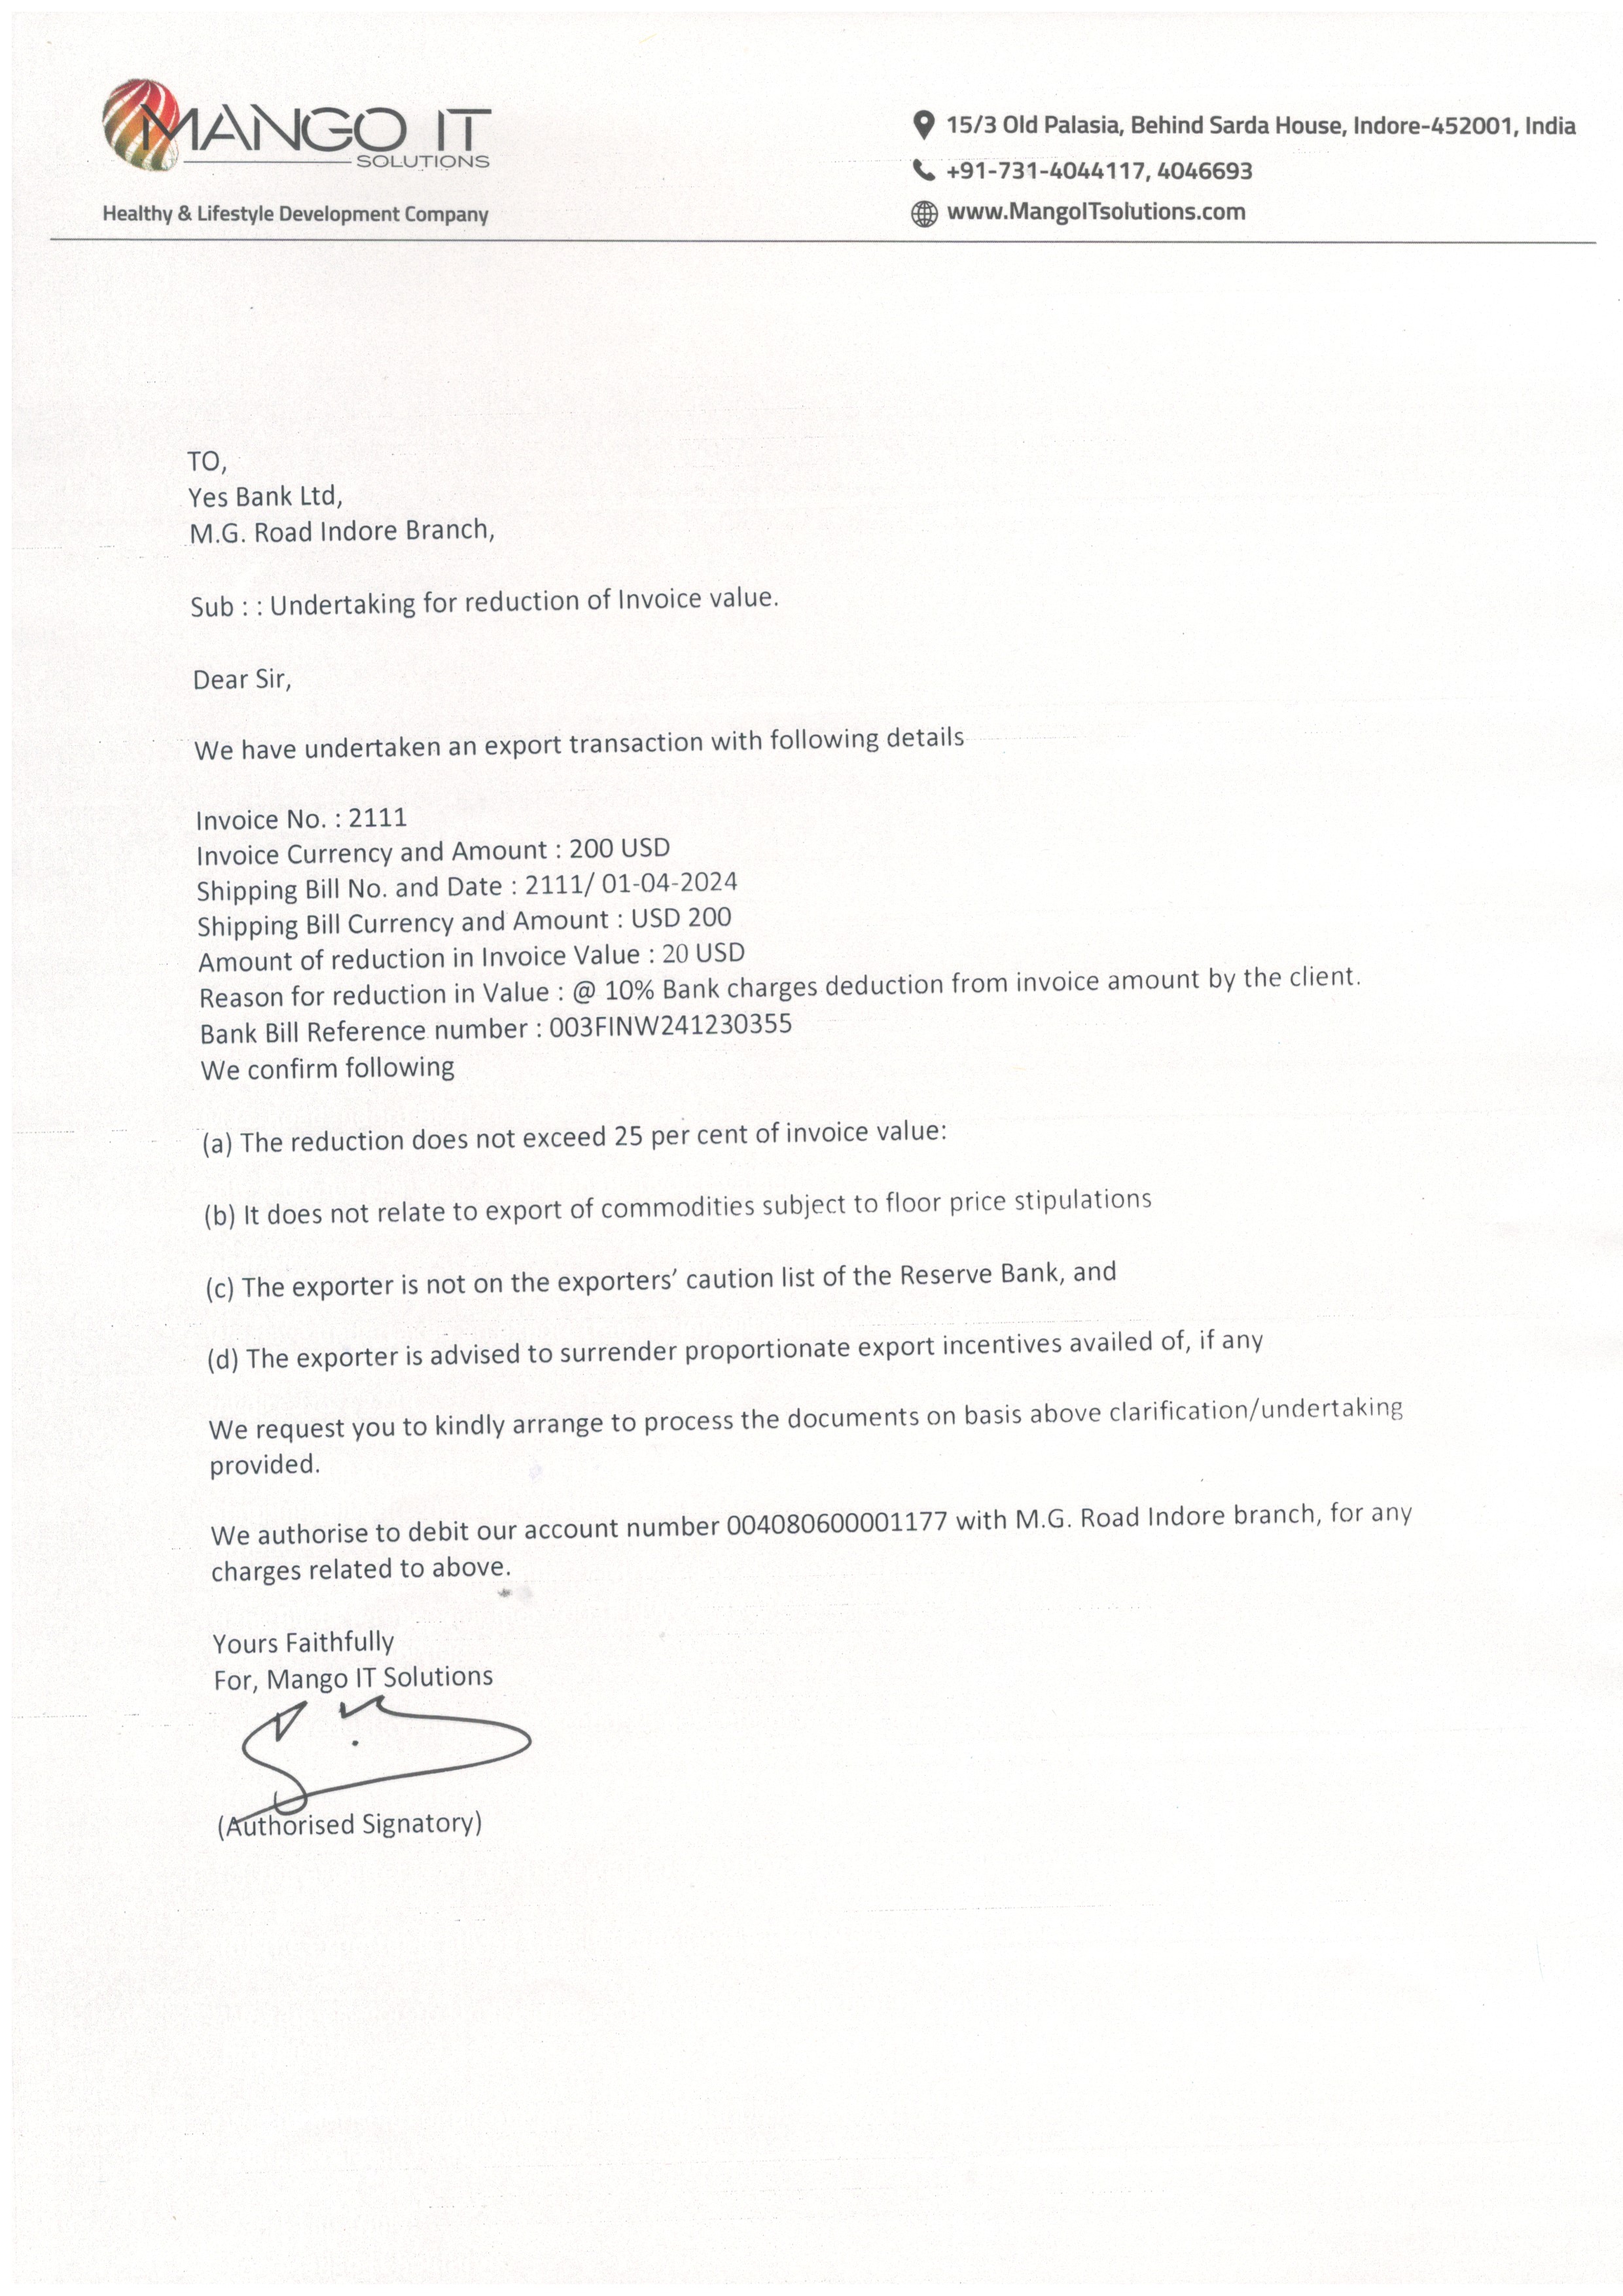 MANGO IT
SOLUTIONS
Healthy & Lifestyle Development Company
15/3 Old Palasia, Behind Sarda House, Indore-452001, India
+91-731-4044117, 4046693
www.MangoITsolutions.com
TO,
Yes Bank Ltd,
M.G. Road Indore Branch,
Sub : : Undertaking for reduction of Invoice value.
Dear Sir,
We have undertaken an export transaction with following details
Invoice No. : 2111
Invoice Currency and Amount : 200 USD
Shipping Bill No. and Date : 2111/ 01-04-2024
Shipping Bill Currency and Amount : USD 200
Amount of reduction in Invoice Value : 20 USD
Reason for reduction in Value : @ 10% Bank charges deduction from invoice amount by the client.
Bank Bill Reference number : 003FINW241230355
We confirm following
(a) The reduction does not exceed 25 per cent of invoice value:
(b) It does not relate to export of commodities subject to floor price stipulations
(c) The exporter is not on the exporters’ caution list of the Reserve Bank, and
(d) The exporter is advised to surrender proportionate export incentives availed of, if any
We request you to kindly arrange to process the documents on basis above clarification/undertaking
provided.
We authorise to debit our account number 004080600001177 with M.G. Road Indore branch, for any
charges related to above.
Yours Faithfully
For, Mango IT Solutions
(Authorised Signatory)